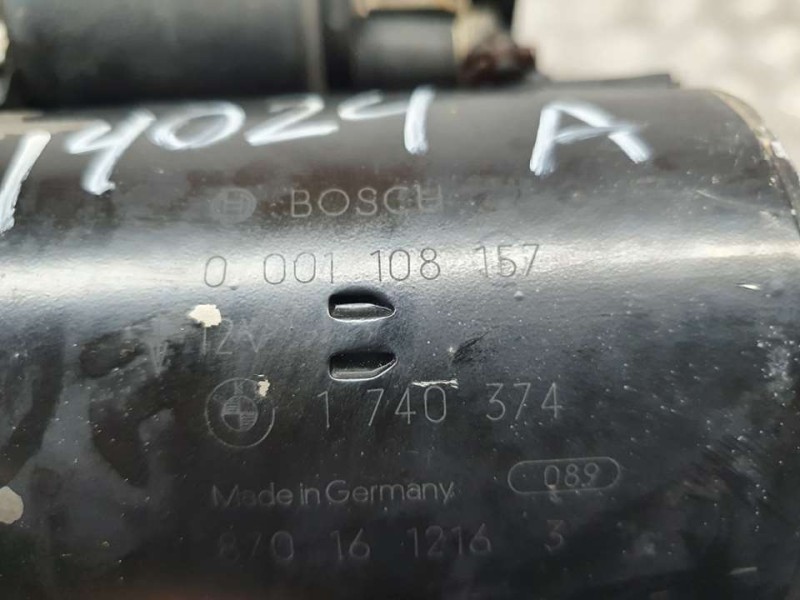 14024 A
BOSCH
0 001 108 157
12V
1 740 374
Made in Germany 089
870 16 1216 3